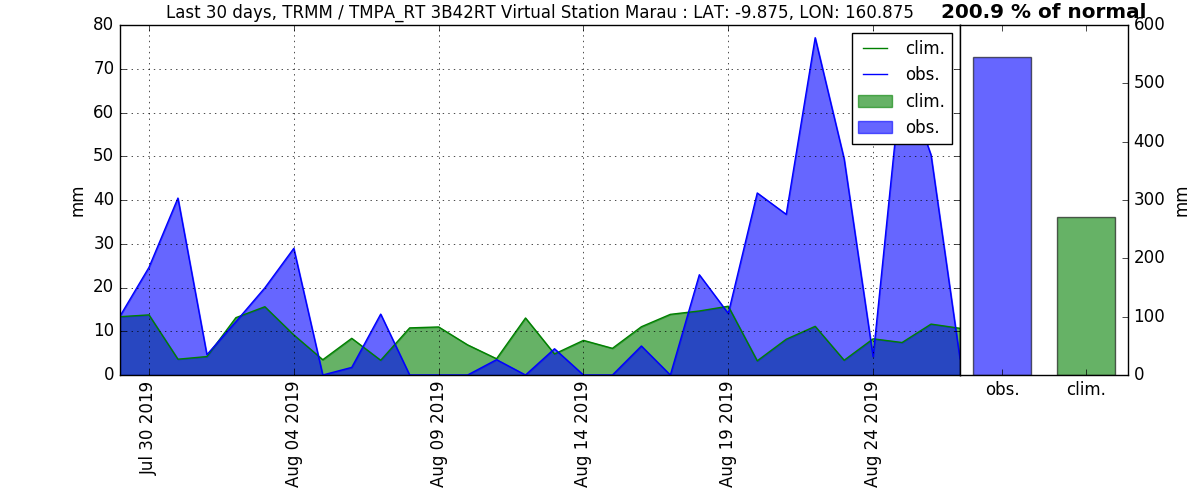 Last 30 days, TRMM / TMPA_RT 3B42RT Virtual Station Marau : LAT: -9.875, LON: 160.875
200.9 % of normal
clim.
obs.
clim.
obs.
mm
80
70
60
50
40
30
20
10
0
Jul 30 2019
Aug 04 2019
Aug 09 2019
Aug 14 2019
Aug 19 2019
Aug 24 2019
600
500
400
300
200
100
0
mm
obs.
clim.